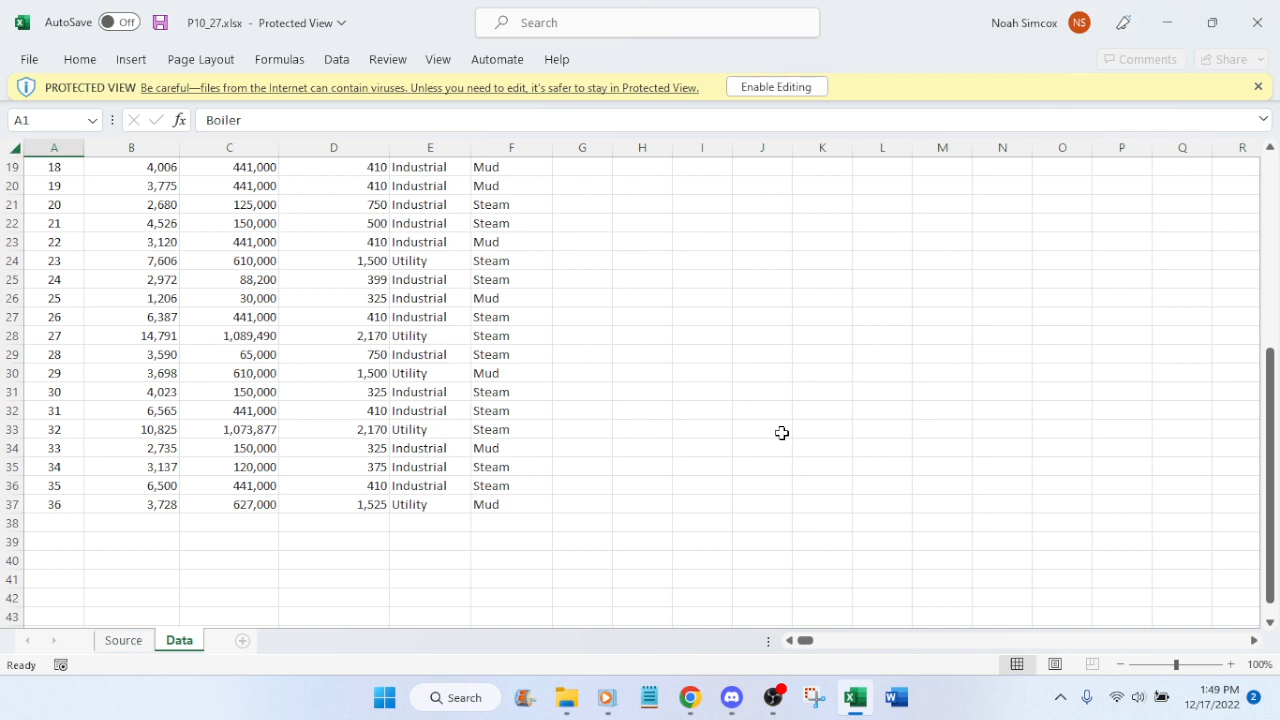 AutoSave Off P10_27.xlsx - Protected View Search Noah Simcox NS
File Home Insert Page Layout Formulas Data Review View Automate Help Comments Share
PROTECTED VIEW Be careful—files from the Internet can contain viruses. Unless you need to edit, it's safer to stay in Protected View. Enable Editing
A1 fx Boiler
A B C D E F G H I J K L M N O P Q R
19 18 4,006 441,000 410 Industrial Mud
20 19 3,775 441,000 410 Industrial Mud
21 20 2,680 125,000 750 Industrial Steam
22 21 4,526 150,000 500 Industrial Steam
23 22 3,120 441,000 410 Industrial Mud
24 23 7,606 610,000 1,500 Utility Steam
25 24 2,972 88,200 399 Industrial Steam
26 25 1,206 30,000 325 Industrial Mud
27 26 6,387 441,000 410 Industrial Steam
28 27 14,791 1,089,490 2,170 Utility Steam
29 28 3,590 65,000 750 Industrial Steam
30 29 3,698 610,000 1,500 Utility Mud
31 30 4,023 150,000 325 Industrial Steam
32 31 6,565 441,000 410 Industrial Steam
33 32 10,825 1,073,877 2,170 Utility Steam
34 33 2,735 150,000 325 Industrial Mud
35 34 3,137 120,000 375 Industrial Steam
36 35 6,500 441,000 410 Industrial Steam
37 36 3,728 627,000 1,525 Utility Mud
38
39
40
41
42
43
Source Data
Ready 100%
Search 1:49 PM 2
12/17/2022